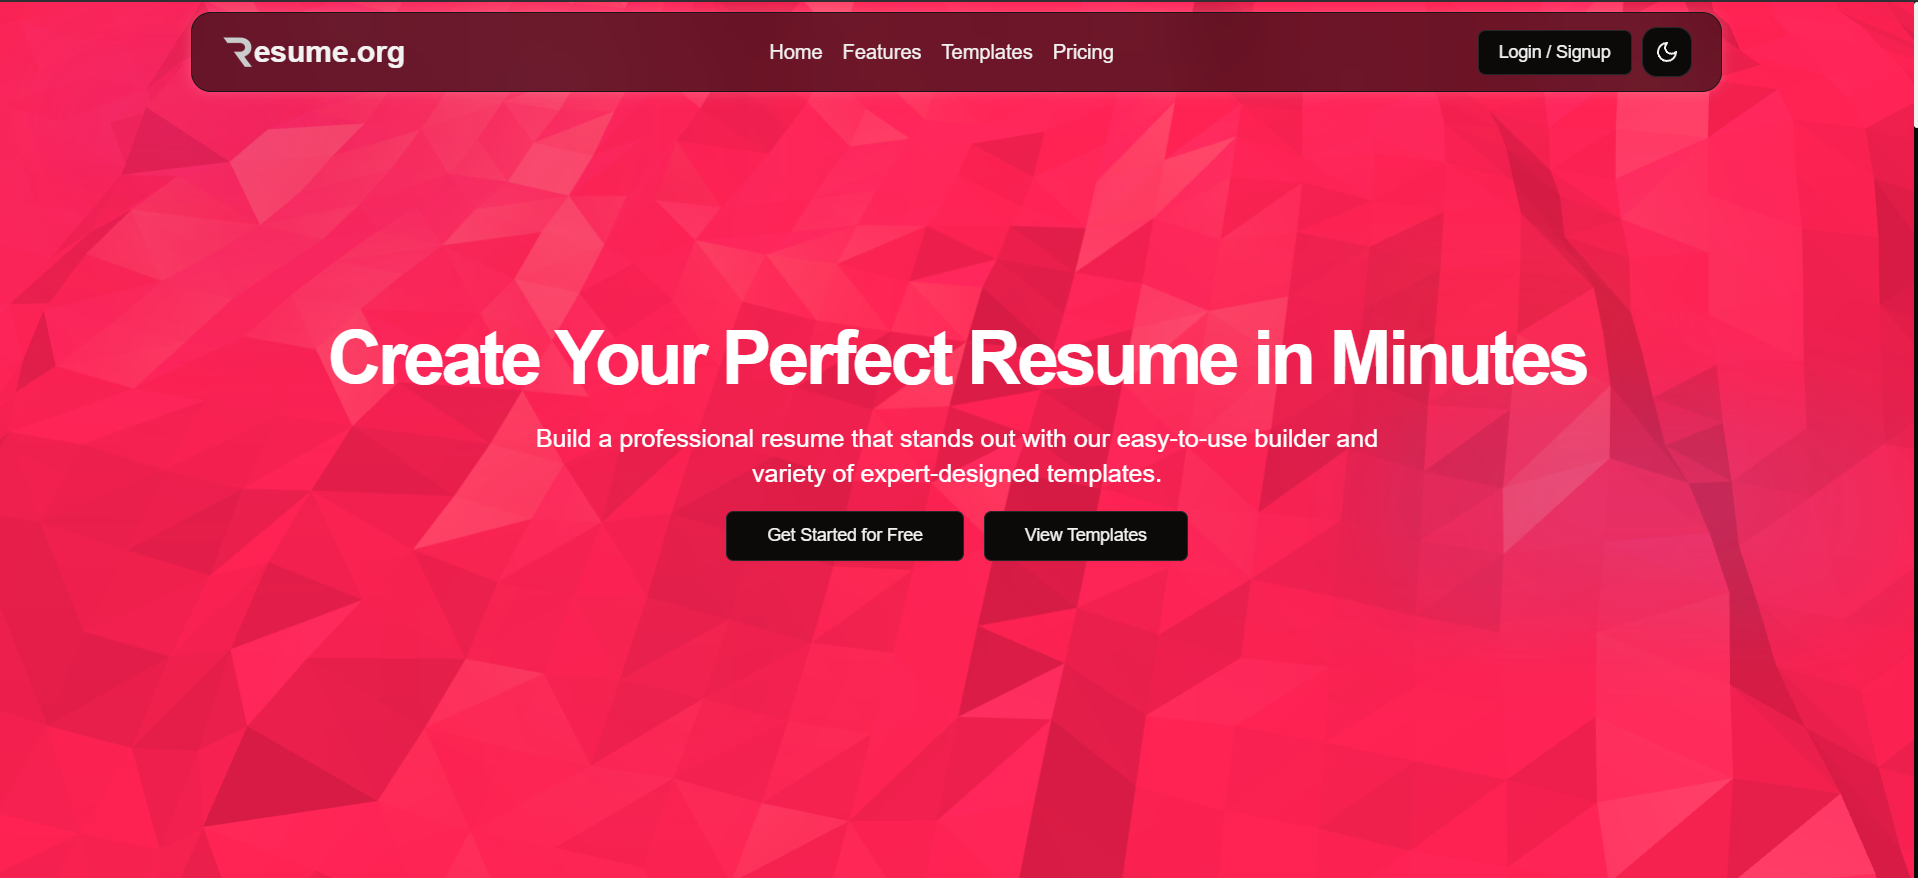 Resume.org
Home Features Templates Pricing
Login / Signup
Create Your Perfect Resume in Minutes
Build a professional resume that stands out with our easy-to-use builder and
variety of expert-designed templates.
Get Started for Free
View Templates